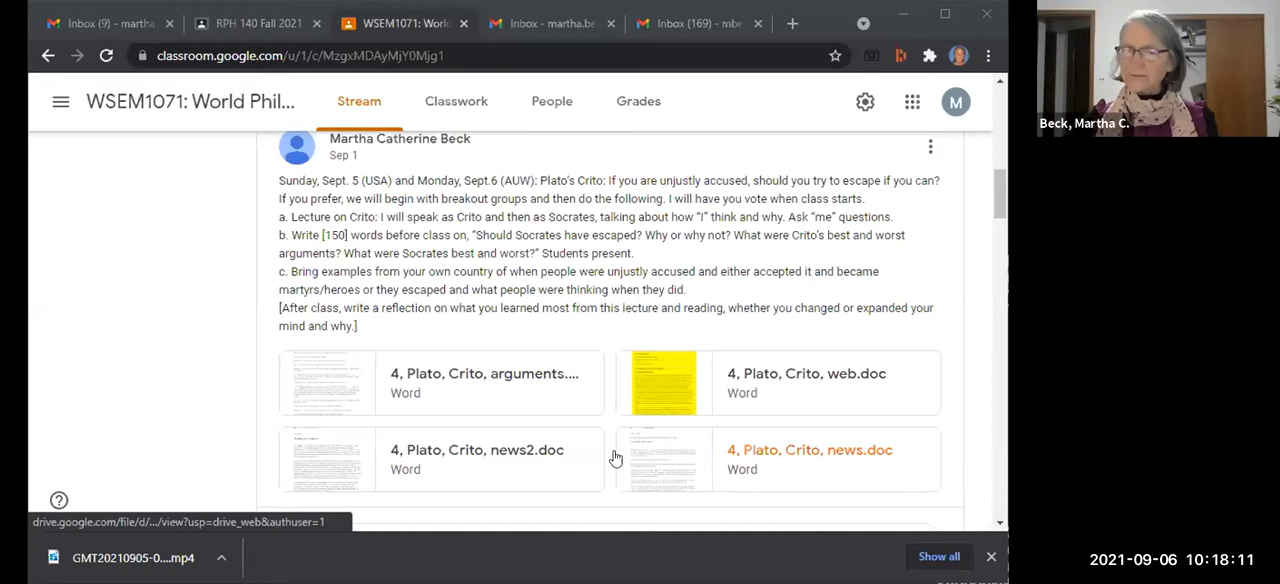 Inbox (9) - martha
RPH 140 Fall 2021
WSEM1071: Worl
Inbox - martha.be
Inbox (169) - mbe
classroom.google.com/u/1/c/MzgxMDAyMjY0Mjg1
WSEM1071: World Phil...
Stream
Classwork
People
Grades
M
Martha Catherine Beck
Sep 1
Sunday, Sept. 5 (USA) and Monday, Sept.6 (AUW): Plato's Crito: If you are unjustly accused, should you try to escape if you can?
If you prefer, we will begin with breakout groups and then do the following. I will have you vote when class starts.
a. Lecture on Crito: I will speak as Crito and then as Socrates, talking about how "I" think and why. Ask "me" questions.
b. Write [150] words before class on, "Should Socrates have escaped? Why or why not? What were Crito's best and worst
arguments? What were Socrates best and worst?" Students present.
c. Bring examples from your own country of when people were unjustly accused and either accepted it and became
martyrs/heroes or they escaped and what people were thinking when they did.
[After class, write a reflection on what you learned most from this lecture and reading, whether you changed or expanded your
mind and why.]
4, Plato, Crito, arguments....
Word
4, Plato, Crito, web.doc
Word
4, Plato, Crito, news2.doc
Word
4, Plato, Crito, news.doc
Word
drive.google.com/file/d/.../view?usp=drive_web&authuser=1
GMT20210905-0....mp4
Show all
Beck, Martha C.
2021-09-06 10:18:11